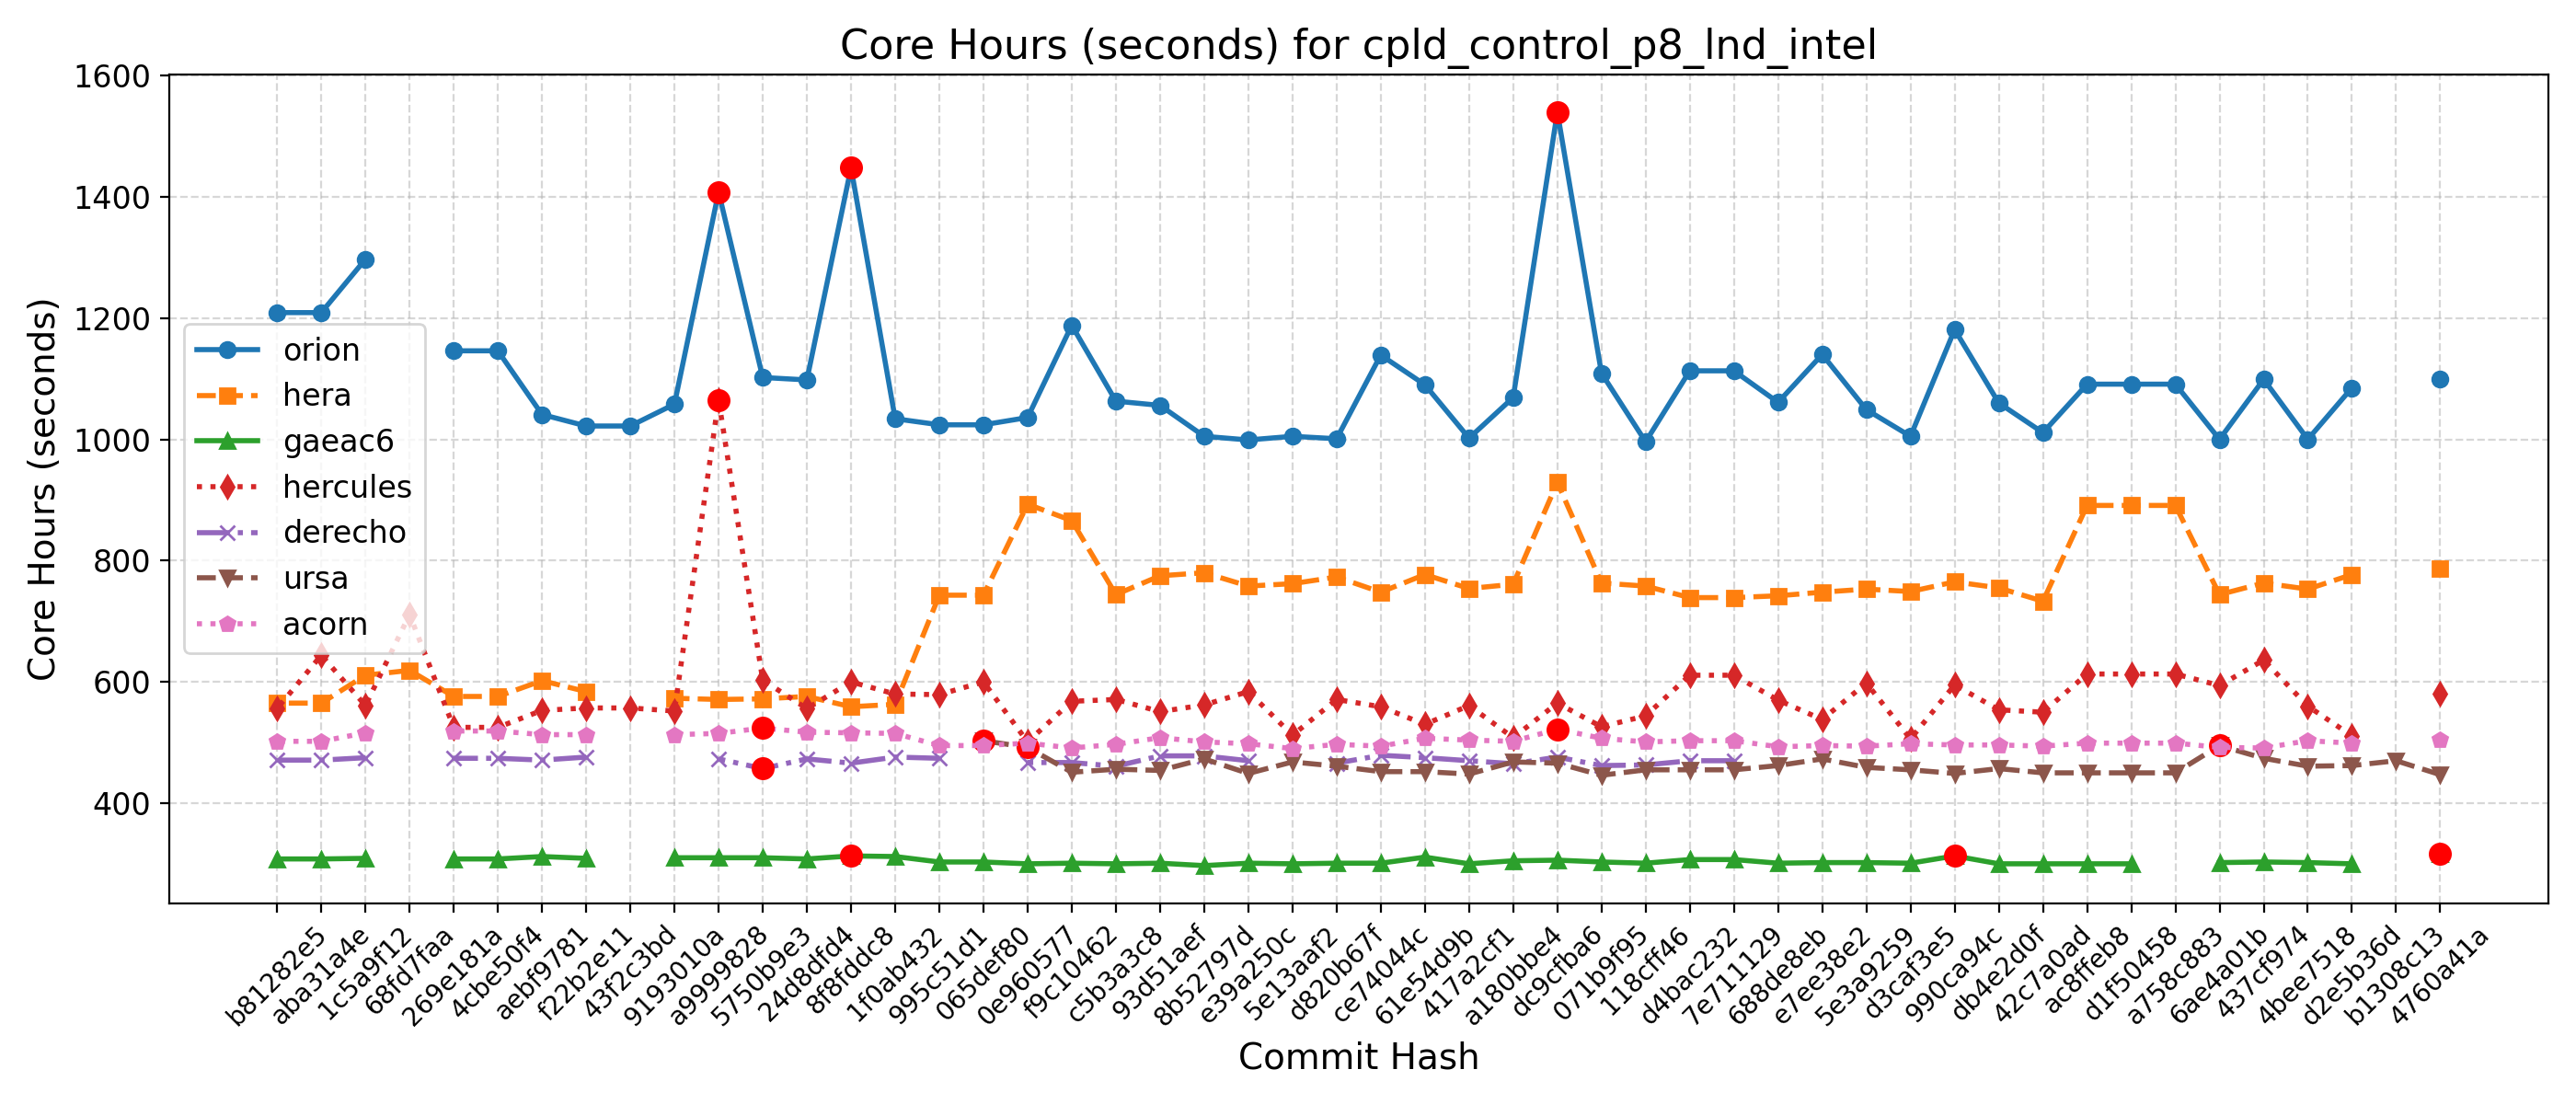 Core Hours (seconds) for cpld_control_p8_lnd_intel
Core Hours (seconds)
1600
1400
1200
1000
800
600
400
orion
hera
gaeac6
hercules
derecho
ursa
acorn
b81282e5
aba31a4e
1c5a9f12
68fd7faa
269e181a
4cbe50f4
aebf9781
f22b2e11
43f2c3bd
9193010a
a9999828
5750b9e3
24d8dfd4
8f8fddc8
1f0ab432
995c51d1
065def80
0e960577
f9c10462
c5b3a3c8
93d51aef
8b52797d
e39a250c
5e13aaf2
d820b67f
ce74044c
61e54d9b
417a2cf1
a180bbe4
dc9cfba6
071b9f95
118cff46
d4bac232
7e711129
688de8eb
e7ee38e2
5e3a9259
d3caf3e5
990ca94c
db4e2d0f
42c7a0ad
ac8ffeb8
d1f50458
a758c883
6ae4a01b
437cf974
4bee7518
d2e5b36d
b1308c13
4760a41a
Commit Hash